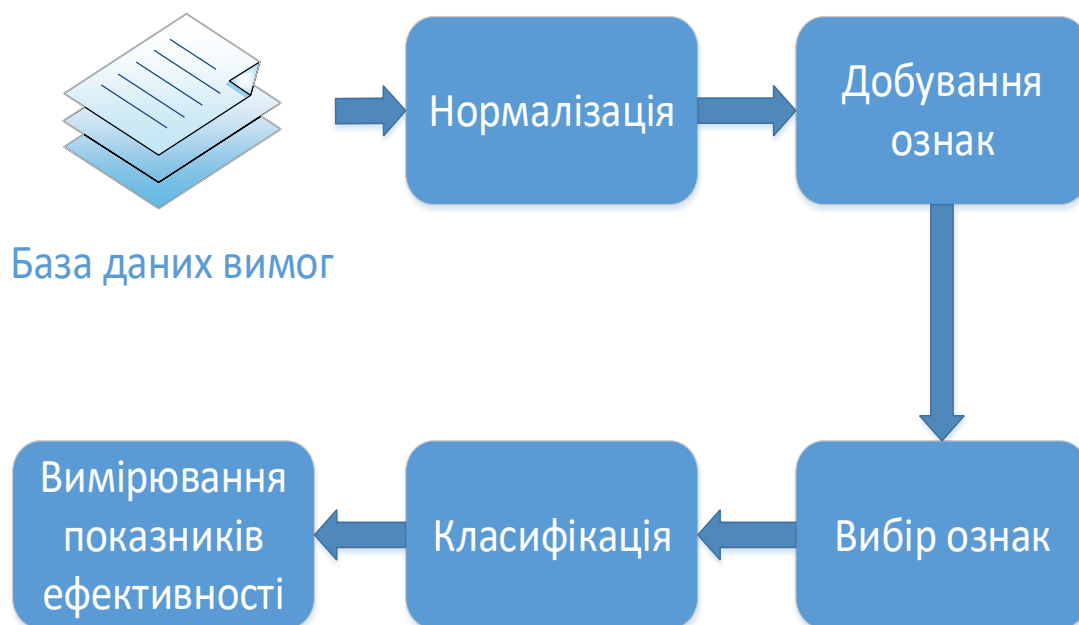 База даних вимог
Нормалізація
Добування
ознак
Вибір ознак
Класифікація
Вимірювання
показників
ефективності